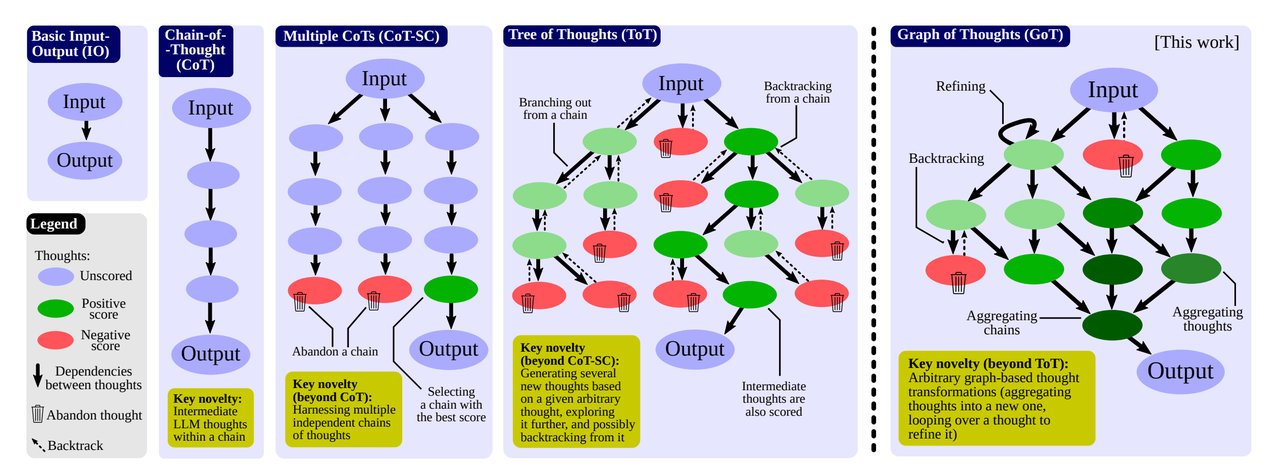 Basic Input-
Output (IO)
Input
Output
Legend
Thoughts:
Unscored
Positive
score
Negative
score
Dependencies
between thoughts
Abandon thought
Backtrack
Chain-of-
-Thought
(CoT)
Input
Output
Key novelty:
Intermediate
LLM thoughts
within a chain
Multiple CoTs (CoT-SC)
Input
Abandon a chain
Output
Selecting
a chain with
the best score
Key novelty
(beyond CoT):
Harnessing multiple
independent chains
of thoughts
Tree of Thoughts (ToT)
Input
Branching out
from a chain
Backtracking
from a chain
Output
Intermediate
thoughts are
also scored
Key novelty
(beyond CoT-SC):
Generating several
new thoughts based
on a given arbitrary
thought, exploring
it further, and possibly
backtracking from it
Graph of Thoughts (GoT)
[This work]
Input
Refining
Backtracking
Aggregating
chains
Aggregating
thoughts
Output
Key novelty (beyond ToT):
Arbitrary graph-based thought
transformations (aggregating
thoughts into a new one,
looping over a thought to
refine it)